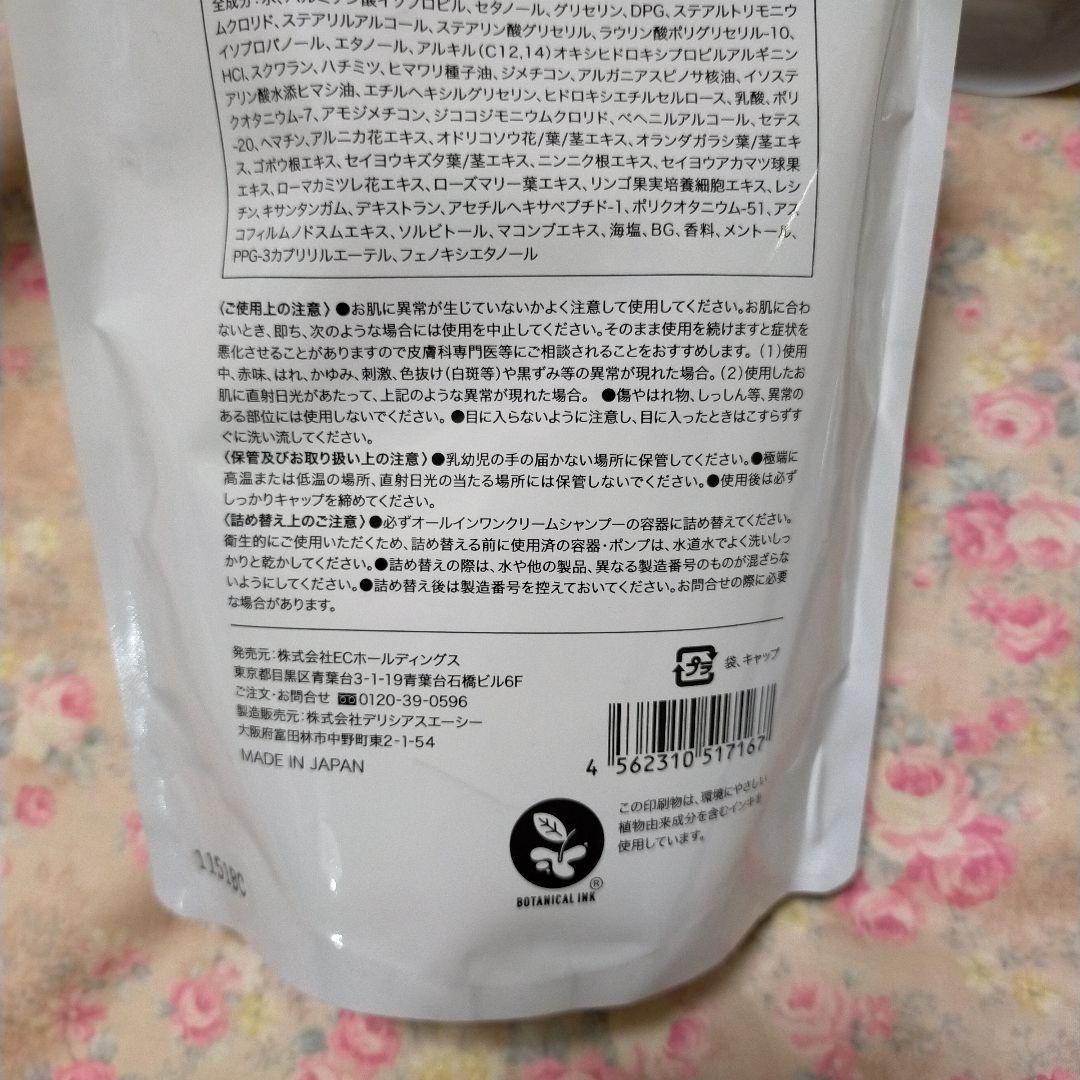 全成分:水、パルミチン酸イソプロピル、セタノール、グリセリン、DPG、ステアルトリモニウ
ムクロリド、ステアリルアルコール、ステアリン酸グリセリル、ラウリン酸ポリグリセリル-10、
イソプロパノール、エタノール、アルキル(C12,14)オキシヒドロキシプロピルアルギニン
HCl、スクワラン、ハチミツ、ヒマワリ種子油、ジメチコン、アルガニアスピノサ核油、イソステ
アリン酸水添ヒマシ油、エチルヘキシルグリセリン、ヒドロキシエチルセルロース、乳酸、ポリ
クオタニウム-7、アモジメチコン、ジココジモニウムクロリド、ベヘニルアルコール、セテス
-20、ヘマチン、アルニカ花エキス、オドリコソウ花/葉/茎エキス、オランダガラシ葉/茎エキ
ス、ゴボウ根エキス、セイヨウキズタ葉/茎エキス、ニンニク根エキス、セイヨウアカマツ球果
エキス、ローマカミツレ花エキス、ローズマリー葉エキス、リンゴ果実培養細胞エキス、レシ
チン、キサンタンガム、デキストラン、アセチルヘキサペプチド-1、ポリクオタニウム-51、アス
コフィルムノドスムエキス、ソルビトール、マコンブエキス、海塩、BG、香料、メントール、
PPG-3カプリリルエーテル、フェノキシエタノール
〈ご使用上の注意〉●お肌に異常が生じていないかよく注意して使用してください。お肌に合わ
ないとき、即ち、次のような場合には使用を中止してください。そのまま使用を続けますと症状を
悪化させることがありますので皮膚科専門医等にご相談されることをおすすめします。(1)使用
中、赤味、はれ、かゆみ、刺激、色抜け(白斑等)や黒ずみ等の異常が現れた場合。(2)使用したお
肌に直射日光があたって、上記のような異常が現れた場合。 ●傷やはれ物、しっしん等、異常の
ある部位には使用しないでください。●目に入らないように注意し、目に入ったときはこすらずす
ぐに洗い流してください。
〈保管及びお取り扱い上の注意〉●乳幼児の手の届かない場所に保管してください。●極端に
高温または低温の場所、直射日光の当たる場所には保管しないでください。●使用後は必ず
しっかりキャップを締めてください。
〈詰め替え上のご注意〉●必ずオールインワンクリームシャンプーの容器に詰め替えてください。
衛生的にご使用いただくため、詰め替える前に使用済の容器・ポンプは、水道水でよく洗いしっ
かりと乾かしてください。●詰め替えの際は、水や他の製品、異なる製造番号のものが混ざらな
いようにしてください。●詰め替え後は製造番号を控えておいてください。お問合せの際に必要
な場合があります。
発売元:株式会社ECホールディングス
東京都目黒区青葉台3-1-19青葉台石橋ビル6F
ご注文・お問合せ 0120-39-0596
製造販売元:株式会社デリシアスエーシー
大阪府富田林市中野町東2-1-54
MADE IN JAPAN
プラ
袋、キャップ
4 562310 517167
この印刷物は、環境にやさしい
植物由来成分を含むインキを
使用しています。
BOTANICAL INK ®
1151BC